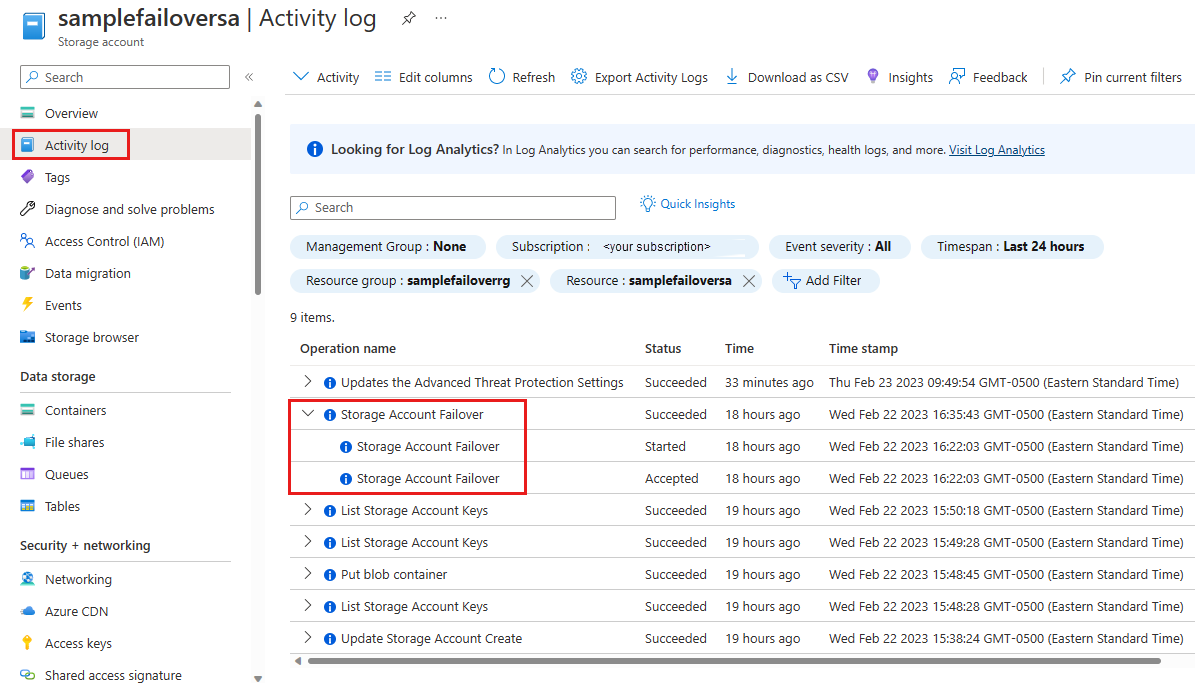 samplefailoversa | Activity log
Storage account
Search
Overview
Activity log
Tags
Diagnose and solve problems
Access Control (IAM)
Data migration
Events
Storage browser
Data storage
Containers
File shares
Queues
Tables
Security + networking
Networking
Azure CDN
Access keys
Shared access signature
Activity Edit columns Refresh Export Activity Logs Download as CSV Insights Feedback Pin current filters
Looking for Log Analytics? In Log Analytics you can search for performance, diagnostics, health logs, and more. Visit Log Analytics
Search Quick Insights
Management Group : None Subscription : <your subscription> Event severity : All Timespan : Last 24 hours
Resource group : samplefailoverrg Resource : samplefailoversa Add Filter
9 items.
Operation name Status Time Time stamp
Updates the Advanced Threat Protection Settings Succeeded 33 minutes ago Thu Feb 23 2023 09:49:54 GMT-0500 (Eastern Standard Time)
Storage Account Failover Succeeded 18 hours ago Wed Feb 22 2023 16:35:43 GMT-0500 (Eastern Standard Time)
Storage Account Failover Started 18 hours ago Wed Feb 22 2023 16:22:03 GMT-0500 (Eastern Standard Time)
Storage Account Failover Accepted 18 hours ago Wed Feb 22 2023 16:22:03 GMT-0500 (Eastern Standard Time)
List Storage Account Keys Succeeded 19 hours ago Wed Feb 22 2023 15:50:18 GMT-0500 (Eastern Standard Time)
List Storage Account Keys Succeeded 19 hours ago Wed Feb 22 2023 15:49:28 GMT-0500 (Eastern Standard Time)
Put blob container Succeeded 19 hours ago Wed Feb 22 2023 15:48:45 GMT-0500 (Eastern Standard Time)
List Storage Account Keys Succeeded 19 hours ago Wed Feb 22 2023 15:48:28 GMT-0500 (Eastern Standard Time)
Update Storage Account Create Succeeded 19 hours ago Wed Feb 22 2023 15:38:24 GMT-0500 (Eastern Standard Time)